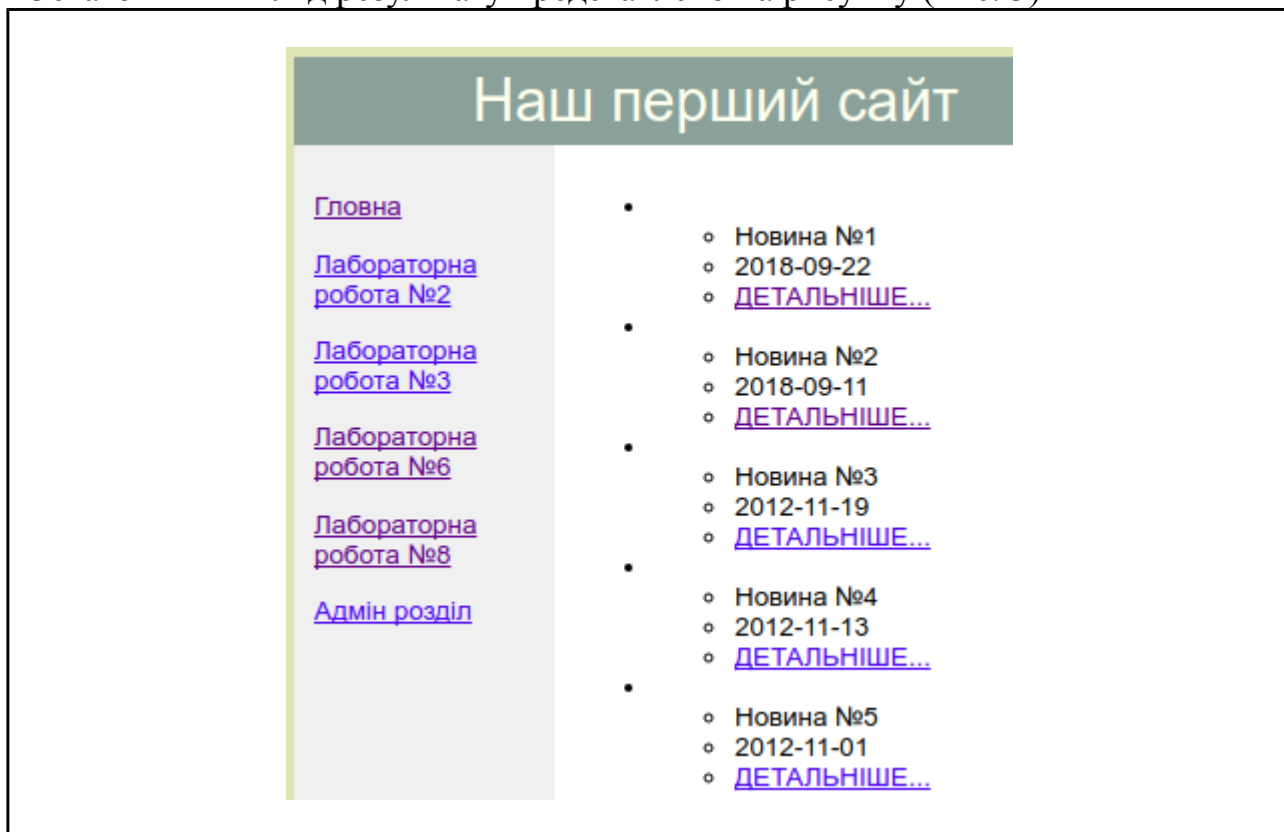 Наш перший сайт
Гловна
Лабораторна
робота №2
Лабораторна
робота №3
Лабораторна
робота №6
Лабораторна
робота №8
Адмін розділ
Новина №1
2018-09-22
ДЕТАЛЬНІШЕ...
Новина №2
2018-09-11
ДЕТАЛЬНІШЕ...
Новина №3
2012-11-19
ДЕТАЛЬНІШЕ...
Новина №4
2012-11-13
ДЕТАЛЬНІШЕ...
Новина №5
2012-11-01
ДЕТАЛЬНІШЕ...